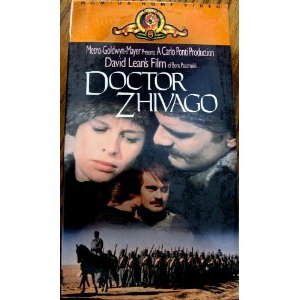 MGM/UA HOME VIDEO
Metro-Goldwyn-Mayer Presents A Carlo Ponti Production
David Lean's Film of Boris Pasternak's
DOCTOR
ZHIVAGO